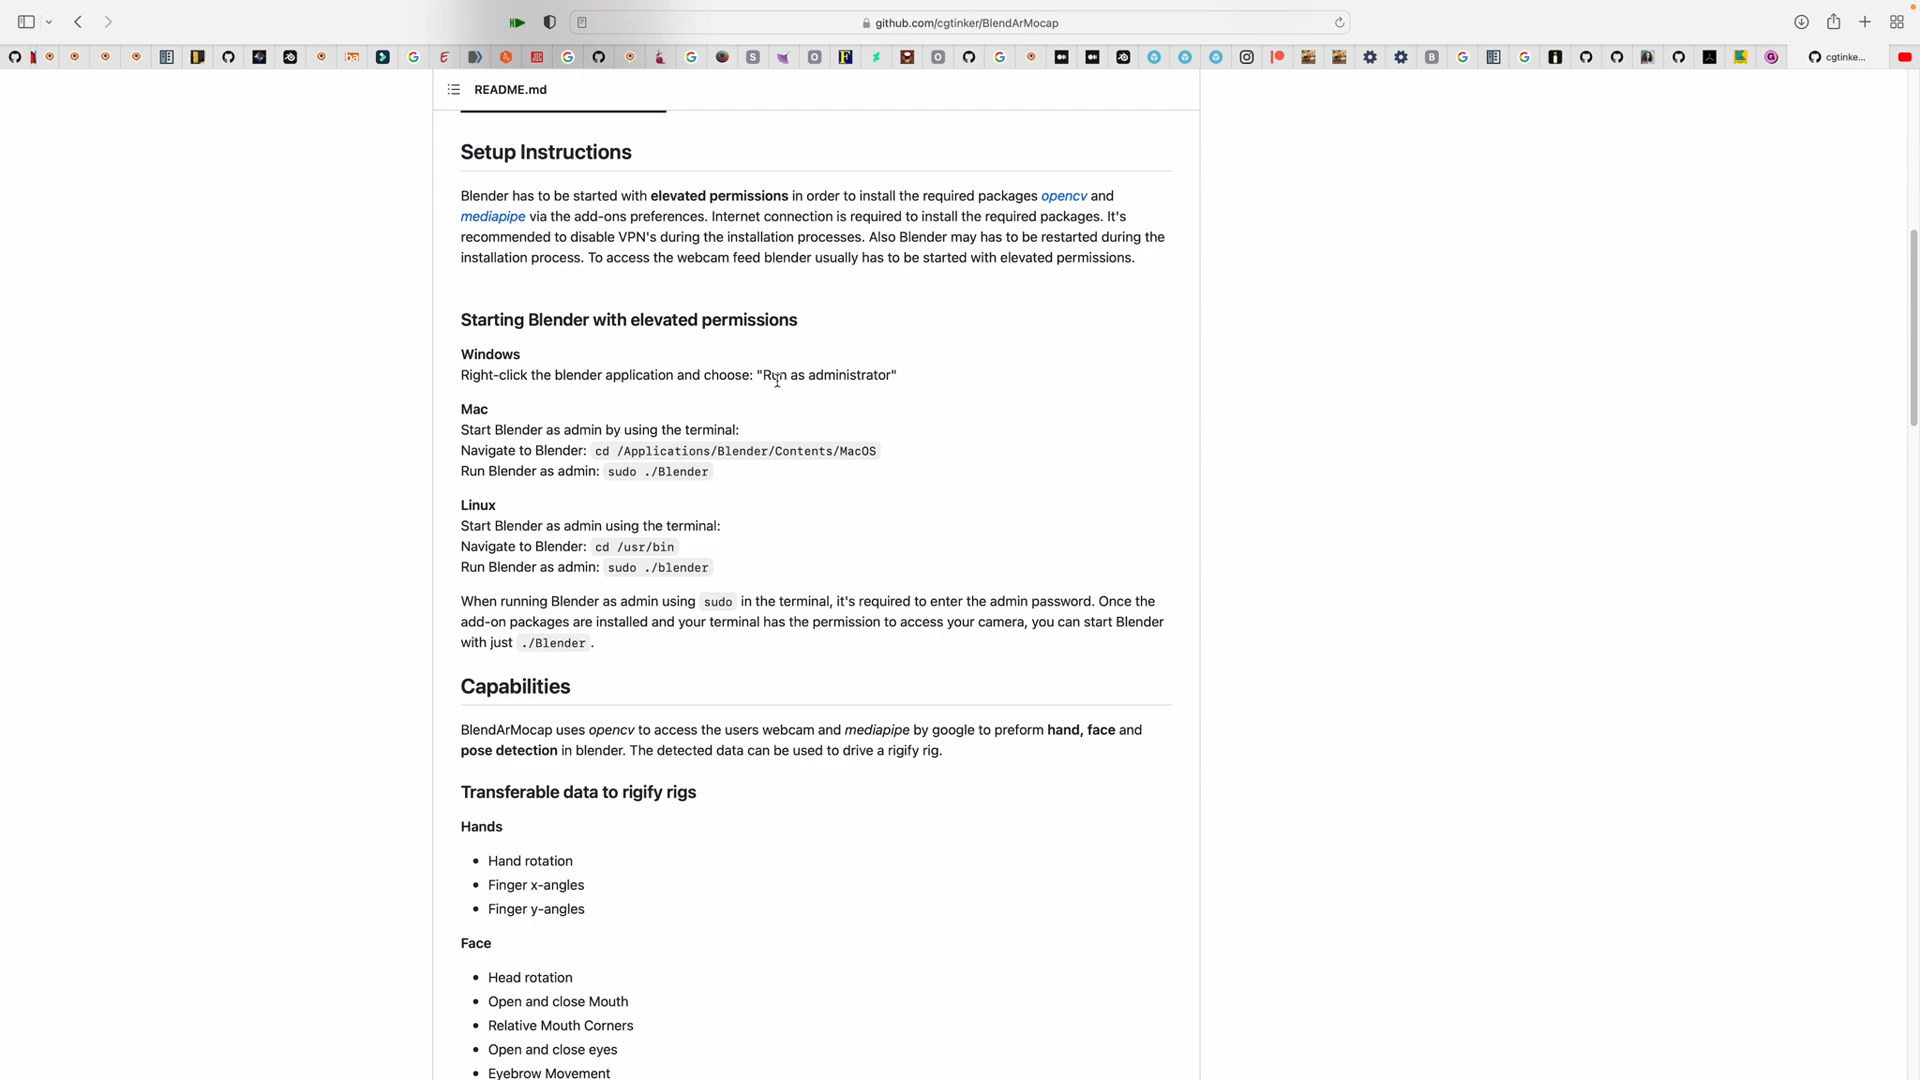 github.com/cgtinker/BlendArMocap
cgtinke...
README.md
Setup Instructions
Blender has to be started with elevated permissions in order to install the required packages opencv and
mediapipe via the add-ons preferences. Internet connection is required to install the required packages. It's
recommended to disable VPN's during the installation processes. Also Blender may has to be restarted during the
installation process. To access the webcam feed blender usually has to be started with elevated permissions.
Starting Blender with elevated permissions
Windows
Right-click the blender application and choose: "Run as administrator"
Mac
Start Blender as admin by using the terminal:
Navigate to Blender: cd /Applications/Blender/Contents/MacOS
Run Blender as admin: sudo ./Blender
Linux
Start Blender as admin using the terminal:
Navigate to Blender: cd /usr/bin
Run Blender as admin: sudo ./blender
When running Blender as admin using sudo in the terminal, it's required to enter the admin password. Once the
add-on packages are installed and your terminal has the permission to access your camera, you can start Blender
with just ./Blender.
Capabilities
BlendArMocap uses opencv to access the users webcam and mediapipe by google to preform hand, face and
pose detection in blender. The detected data can be used to drive a rigify rig.
Transferable data to rigify rigs
Hands
• Hand rotation
• Finger x-angles
• Finger y-angles
Face
• Head rotation
• Open and close Mouth
• Relative Mouth Corners
• Open and close eyes
• Eyebrow Movement